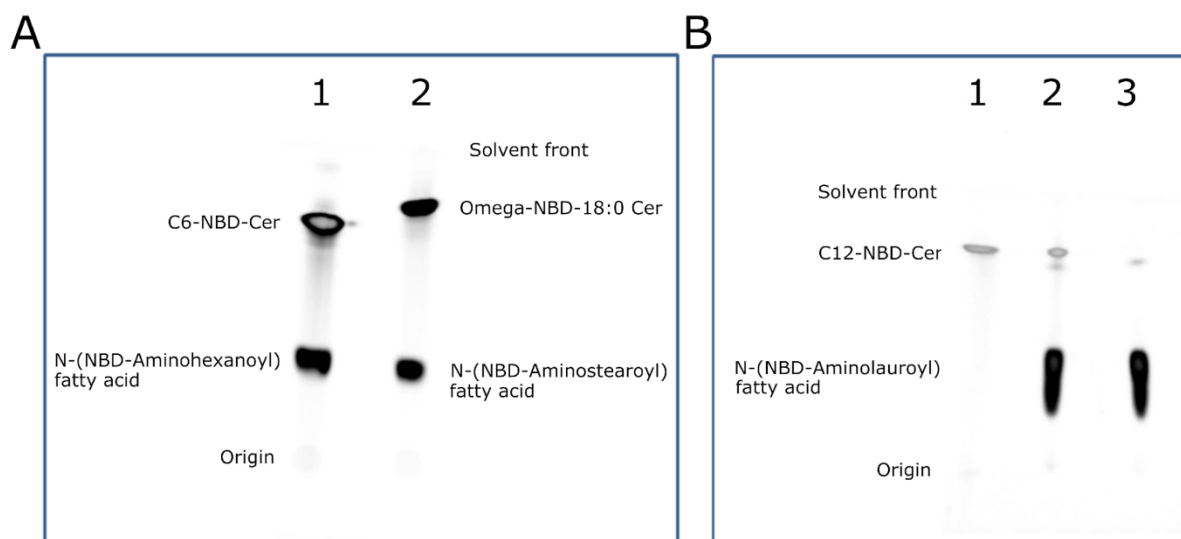 A
1 2
Solvent front
C6-NBD-Cer
Omega-NBD-18:0 Cer
N-(NBD-Aminohexanoyl)
fatty acid
N-(NBD-Aminostearoyl)
fatty acid
Origin
B
1 2 3
Solvent front
C12-NBD-Cer
N-(NBD-Aminolauroyl)
fatty acid
Origin